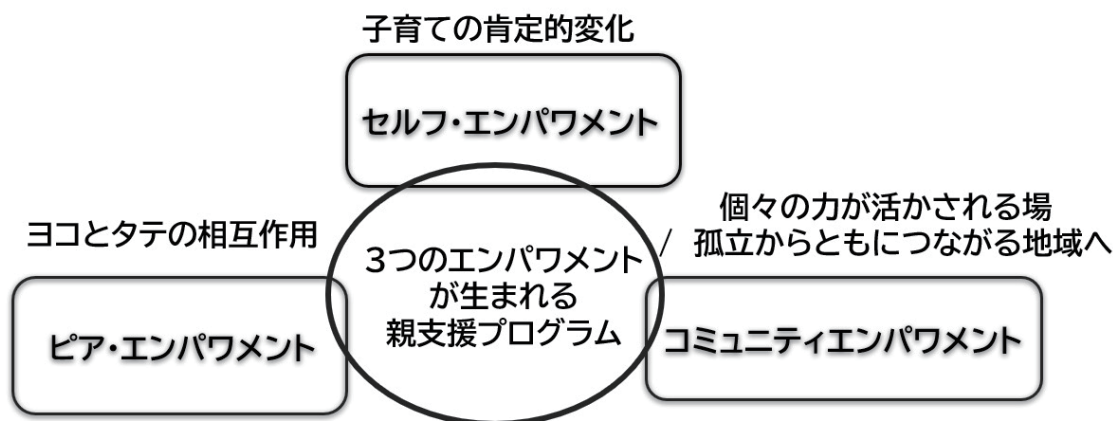 子育ての肯定的変化
セルフ・エンパワメント
ヨコとタテの相互作用
ピア・エンパワメント
3つのエンパワメント
が生まれる
親支援プログラム
個々の力が活かされる場
/ 孤立からともにつながる地域へ
コミュニティエンパワメント